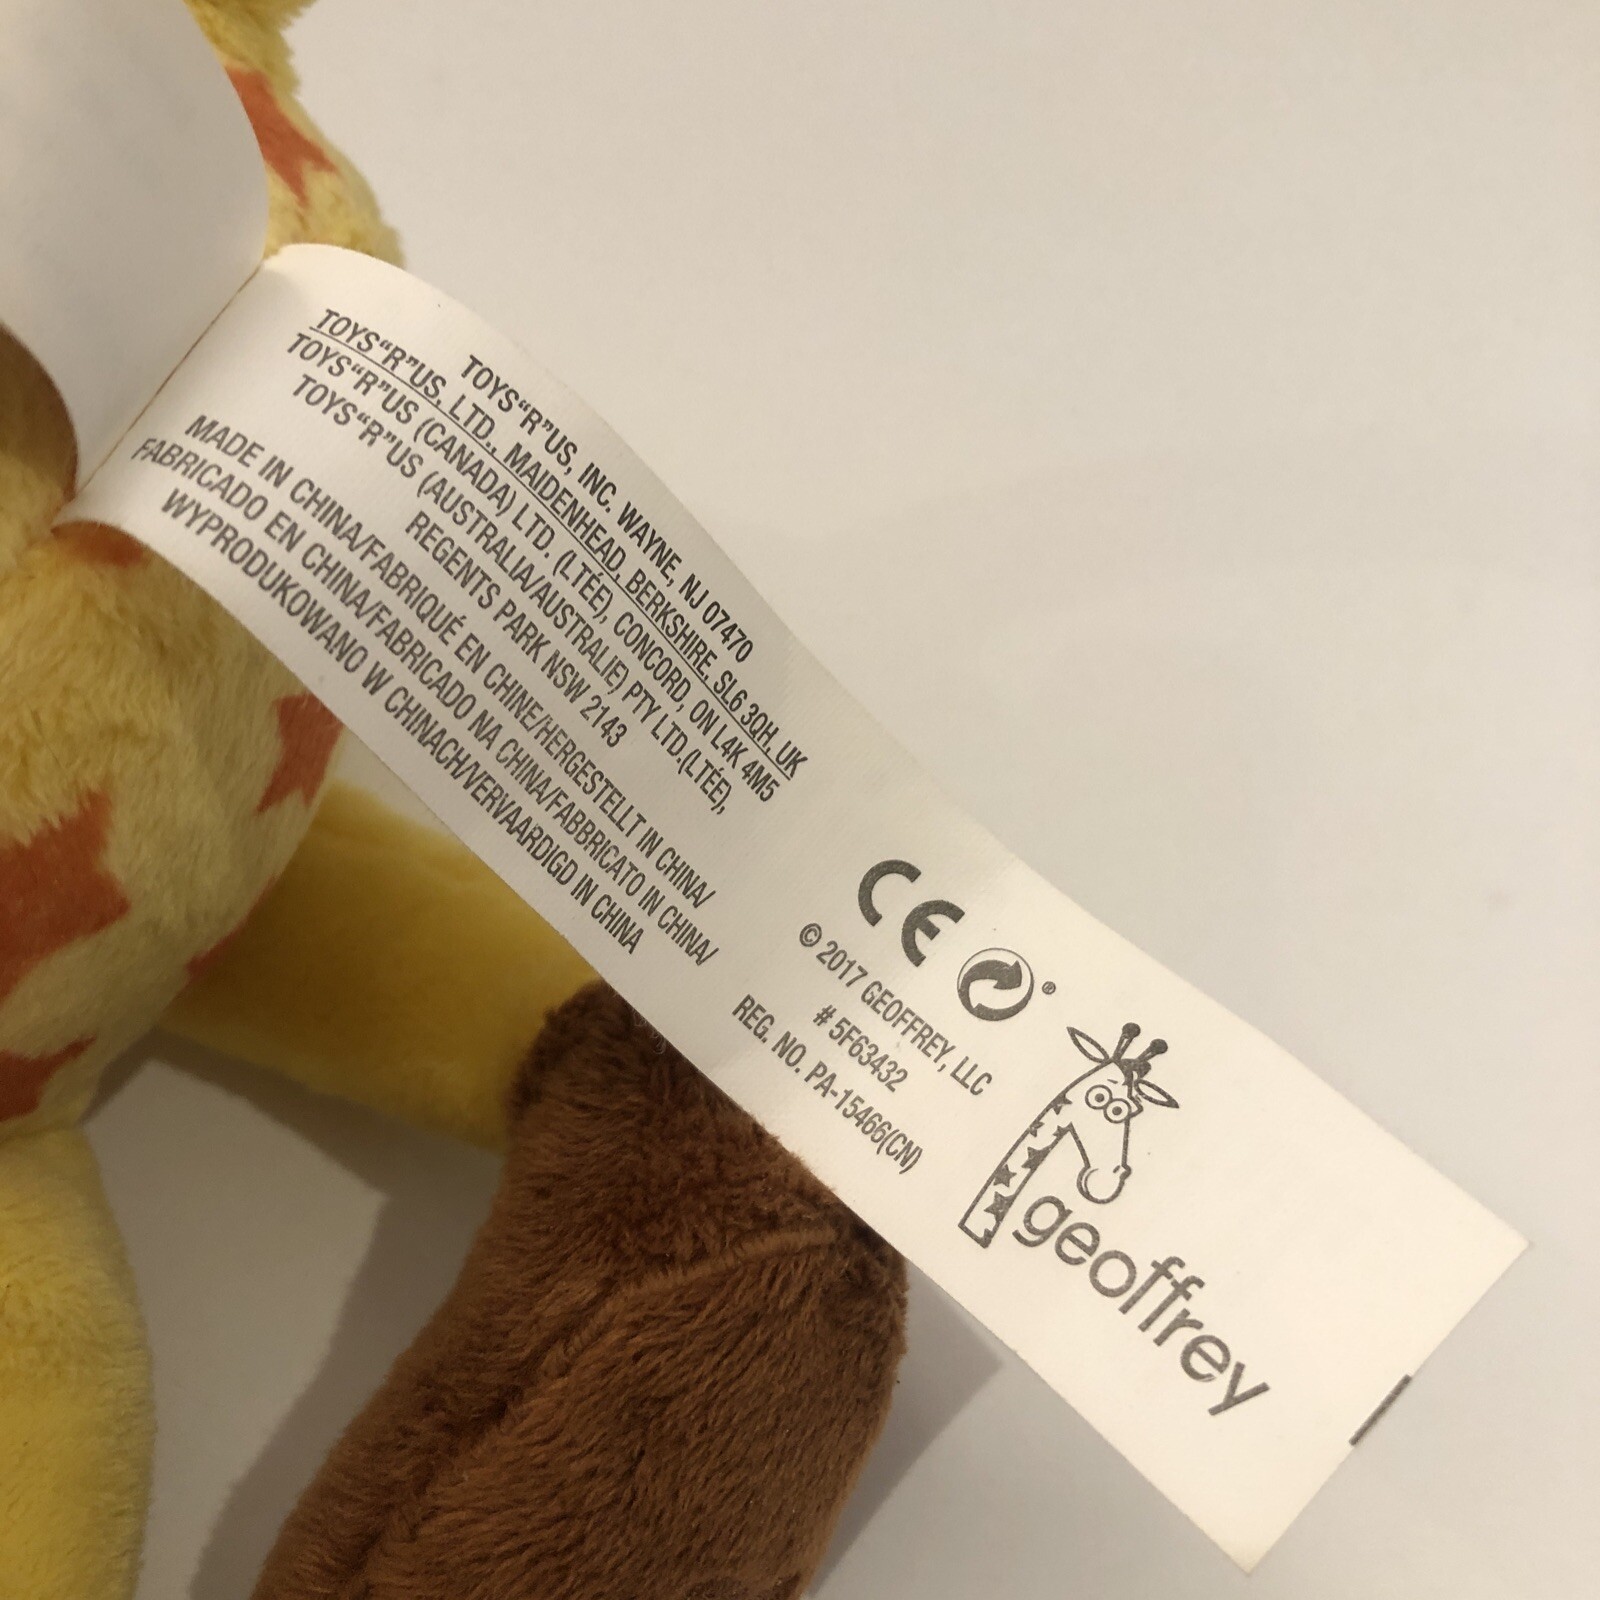 TOYS“R”US, INC. WAYNE, NJ 07470
TOYS“R”US, LTD., MAIDENHEAD, BERKSHIRE, SL6 3QH, UK
TOYS“R”US (CANADA) LTD. (LTÉE), CONCORD, ON L4K 4M5
TOYS“R”US (AUSTRALIA/AUSTRALIE) PTY LTD.(LTÉE),
REGENTS PARK NSW 2143
MADE IN CHINA/FABRIQUÉ EN CHINE/HERGESTELLT IN CHINA/
FABRICADO EN CHINA/FABRICADO NA CHINA/FABBRICATO IN CHINA/
WYPRODUKOWANO W CHINACH/VERVAARDIGD IN CHINA
CE
© 2017 GEOFFREY, LLC
# 5F63432
REG. NO. PA-15466(CN)
geoffrey